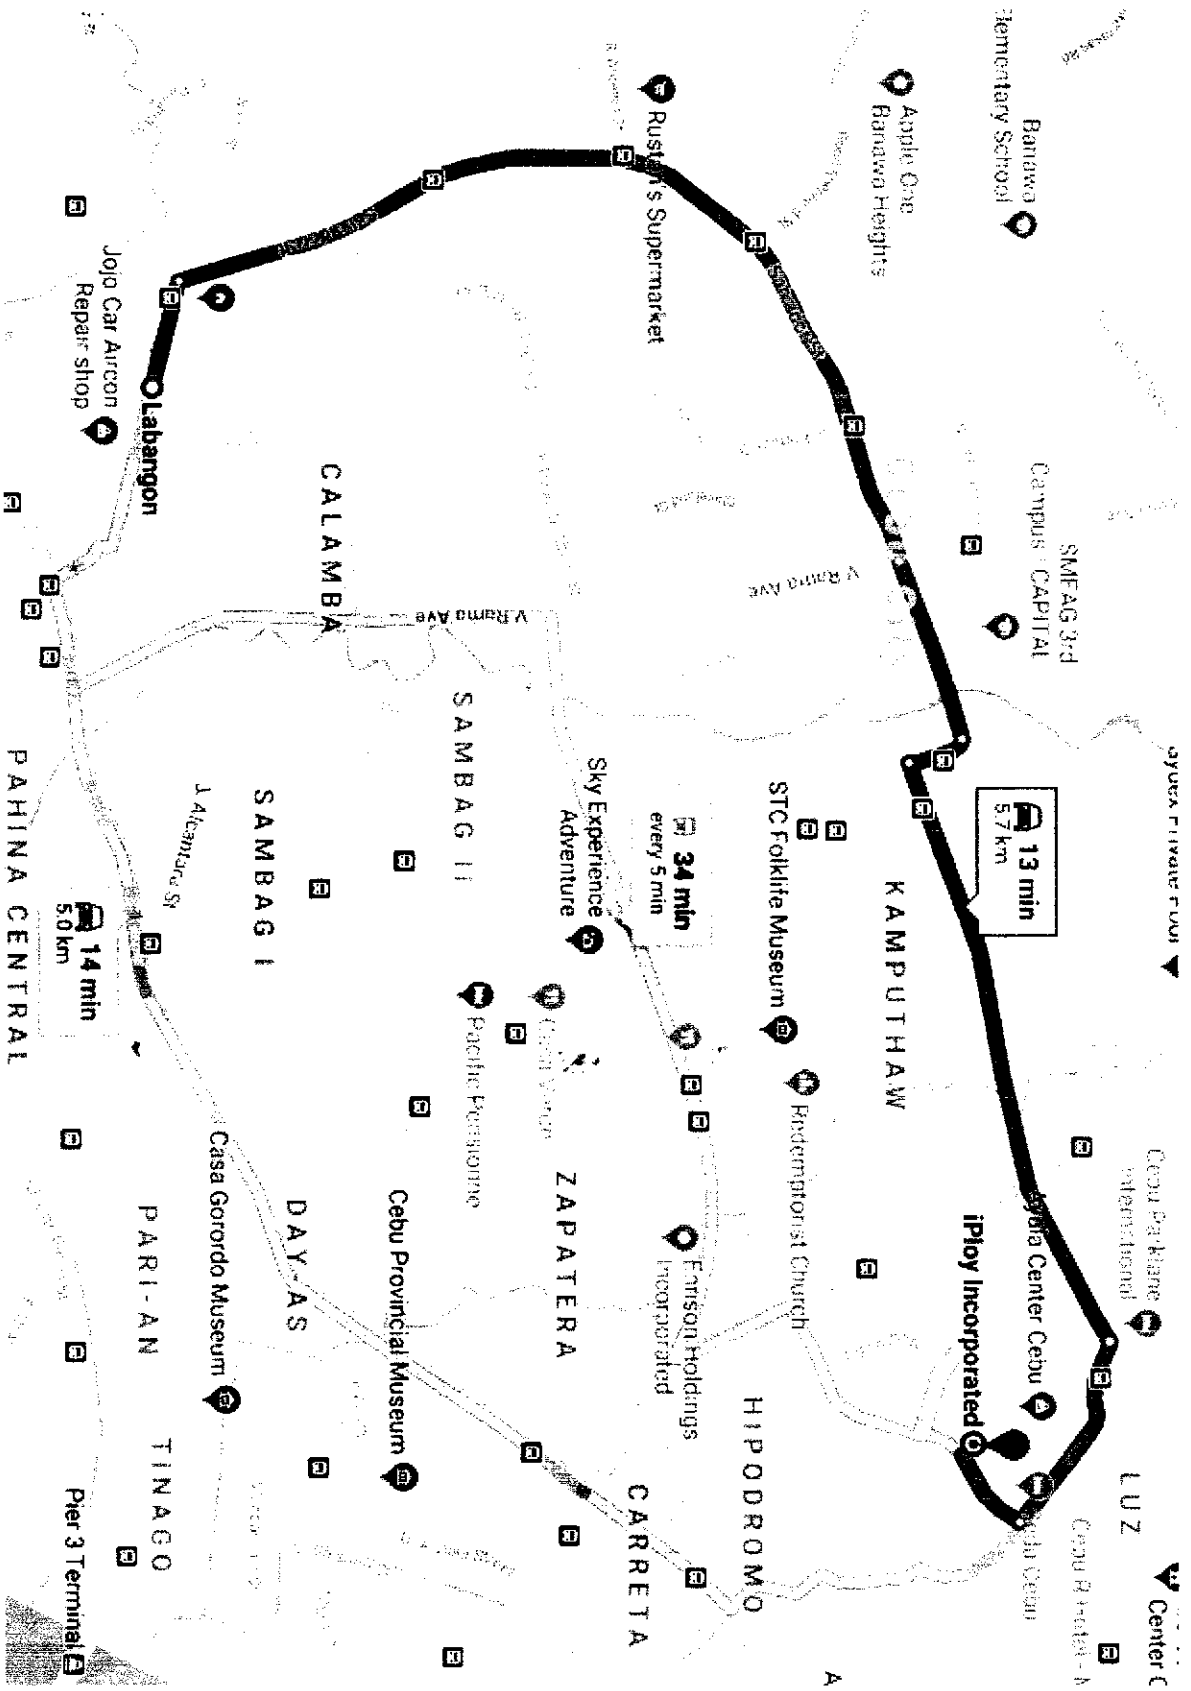 Center C
LUZ
Cebu Parklane
International
SMEAG 3rd
Campus - CAPITAL
Banawa
Elementary School
13 min
5.7 km
Ayala Center Cebu
iPloy Incorporated
Apple One
Banawa Heights
KAMPUTHAW
V Rama Ave
Redemptorist Church
STC Folklife Museum
HIPODROMO
34 min
every 5 min
Rustan's Supermarket
Holdings
Incorporated
CARRETA
Sky Experience
Adventure
ZAPATERA
V. Rama Ave
SAMBAG II
Cebu Provincial Museum
CALAMBA
DAY-AS
SAMBAG I
Casa Gorordo Museum
J. Alcantara St
Labangon
PARI-AN
TINAGO
Jojo Car Aircon
Repair shop
14 min
5.0 km
Pier 3 Terminal
PAHINA CENTRAL